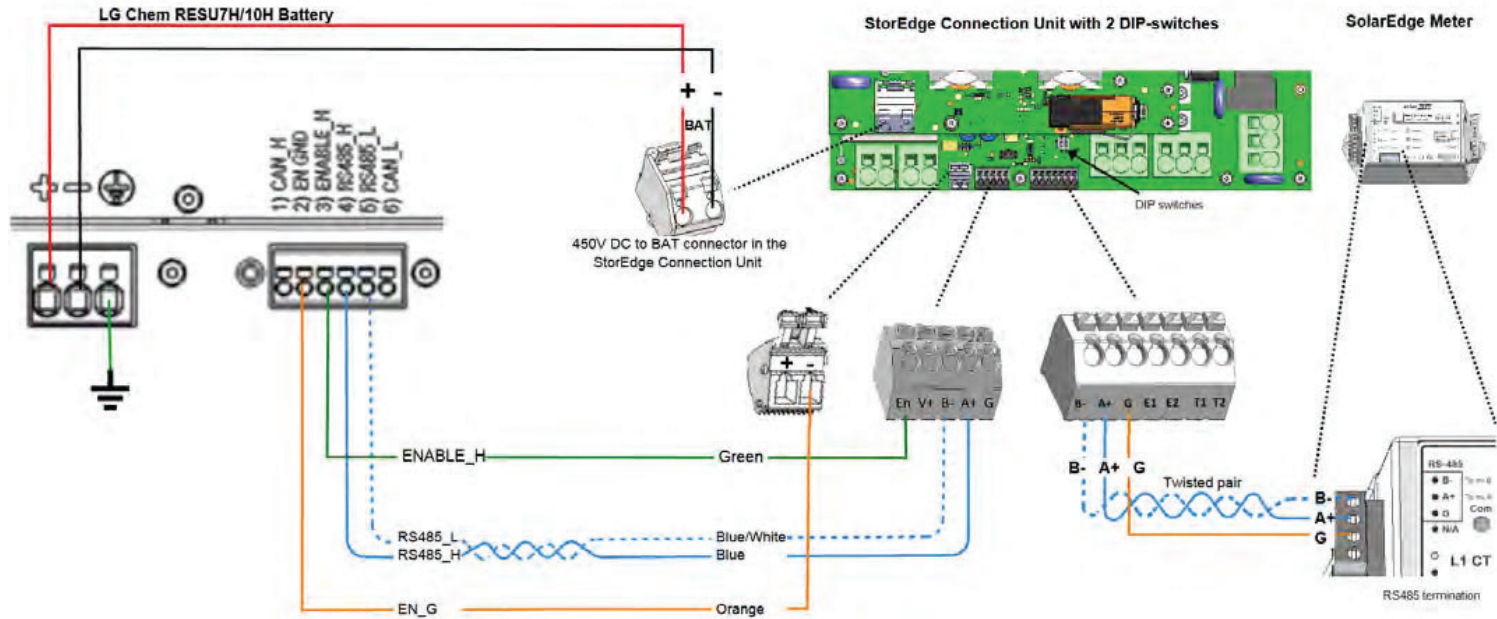 LG Chem RESU7H/10H Battery
StorEdge Connection Unit with 2 DIP-switches
SolarEdge Meter
+ -
BAT
1) CAN_H
2) EN GND
3) ENABLE_H
4) RS485_H
5) RS485_L
6) CAN_L
DIP switches
450V DC to BAT connector in the
StorEdge Connection Unit
+ -
En V+ B- A+ G
B- A+ G E1 E2 T1 T2
ENABLE_H Green
B- A+ G
Twisted pair
B-
A+
G
RS-485
B-
A+
G
Com
N/A
L1 CT
RS485 termination
RS485_L Blue/White
RS485_H Blue
EN_G Orange